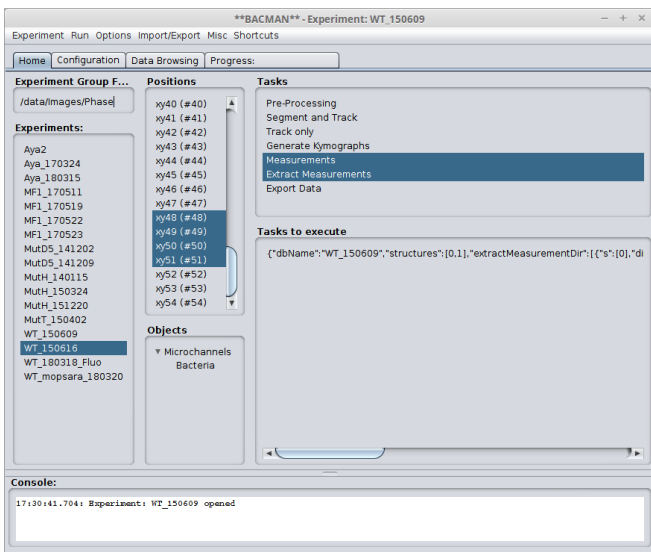 **BACMAN** - Experiment: WT_150609
Experiment Run Options Import/Export Misc Shortcuts
Home Configuration Data Browsing Progress:
Experiment Group F...
/data/Images/Phase
Experiments:
Aya2
Aya_170324
Aya_180315
MF1_170511
MF1_170519
MF1_170522
MF1_170523
MutD5_141202
MutD5_141209
MutH_140115
MutH_150324
MutH_151220
MutT_150402
WT_150609
WT_150616
WT_180318_Fluo
WT_mopsara_180320
Positions
xy40 (#40)
xy41 (#41)
xy42 (#42)
xy43 (#43)
xy44 (#44)
xy45 (#45)
xy46 (#46)
xy47 (#47)
xy48 (#48)
xy49 (#49)
xy50 (#50)
xy51 (#51)
xy52 (#52)
xy53 (#53)
xy54 (#54)
Objects
Microchannels
Bacteria
Tasks
Pre-Processing
Segment and Track
Track only
Generate Kymographs
Measurements
Extract Measurements
Export Data
Tasks to execute
{"dbName":"WT_150609","structures":[0,1],"extractMeasurementDir":[{"s":[0],"di
Console:
17:30:41.704: Experiment: WT_150609 opened